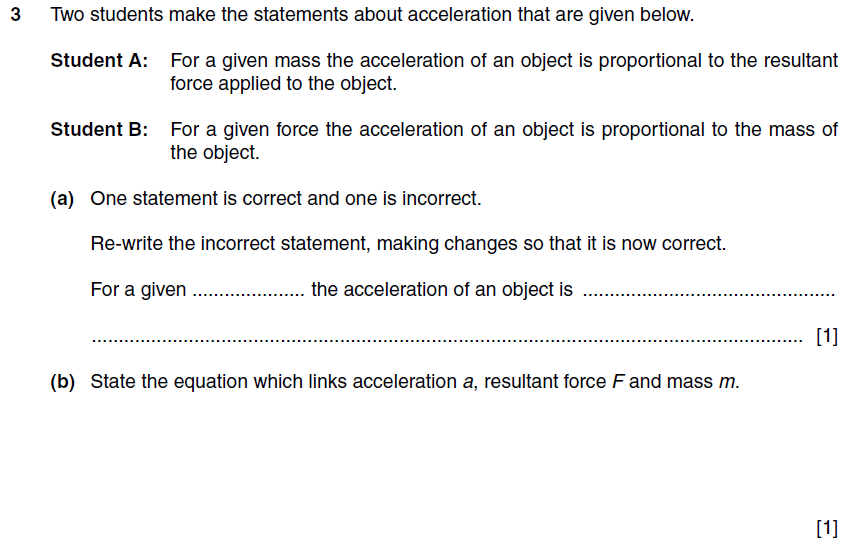 3 Two students make the statements about acceleration that are given below.
Student A: For a given mass the acceleration of an object is proportional to the resultant
force applied to the object.
Student B: For a given force the acceleration of an object is proportional to the mass of
the object.
(a) One statement is correct and one is incorrect.
Re-write the incorrect statement, making changes so that it is now correct.
For a given ..................... the acceleration of an object is ................................................
....................................................................................................................................... [1]
(b) State the equation which links acceleration a, resultant force F and mass m.
[1]